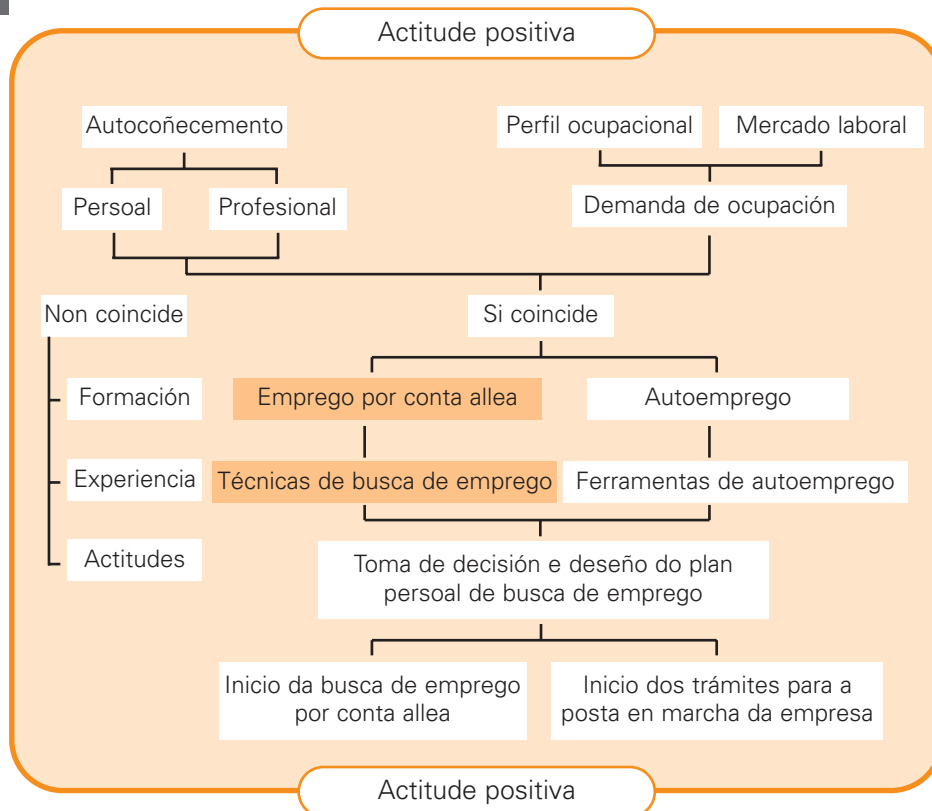 Actitude positiva
Autocoñecemento
Perfil ocupacional
Mercado laboral
Persoal
Profesional
Demanda de ocupación
Non coincide
Si coincide
Formación
Emprego por conta allea
Autoemprego
Experiencia
Técnicas de busca de emprego
Ferramentas de autoemprego
Actitudes
Toma de decisión e deseño do plan
persoal de busca de emprego
Inicio da busca de emprego
por conta allea
Inicio dos trámites para a
posta en marcha da empresa
Actitude positiva